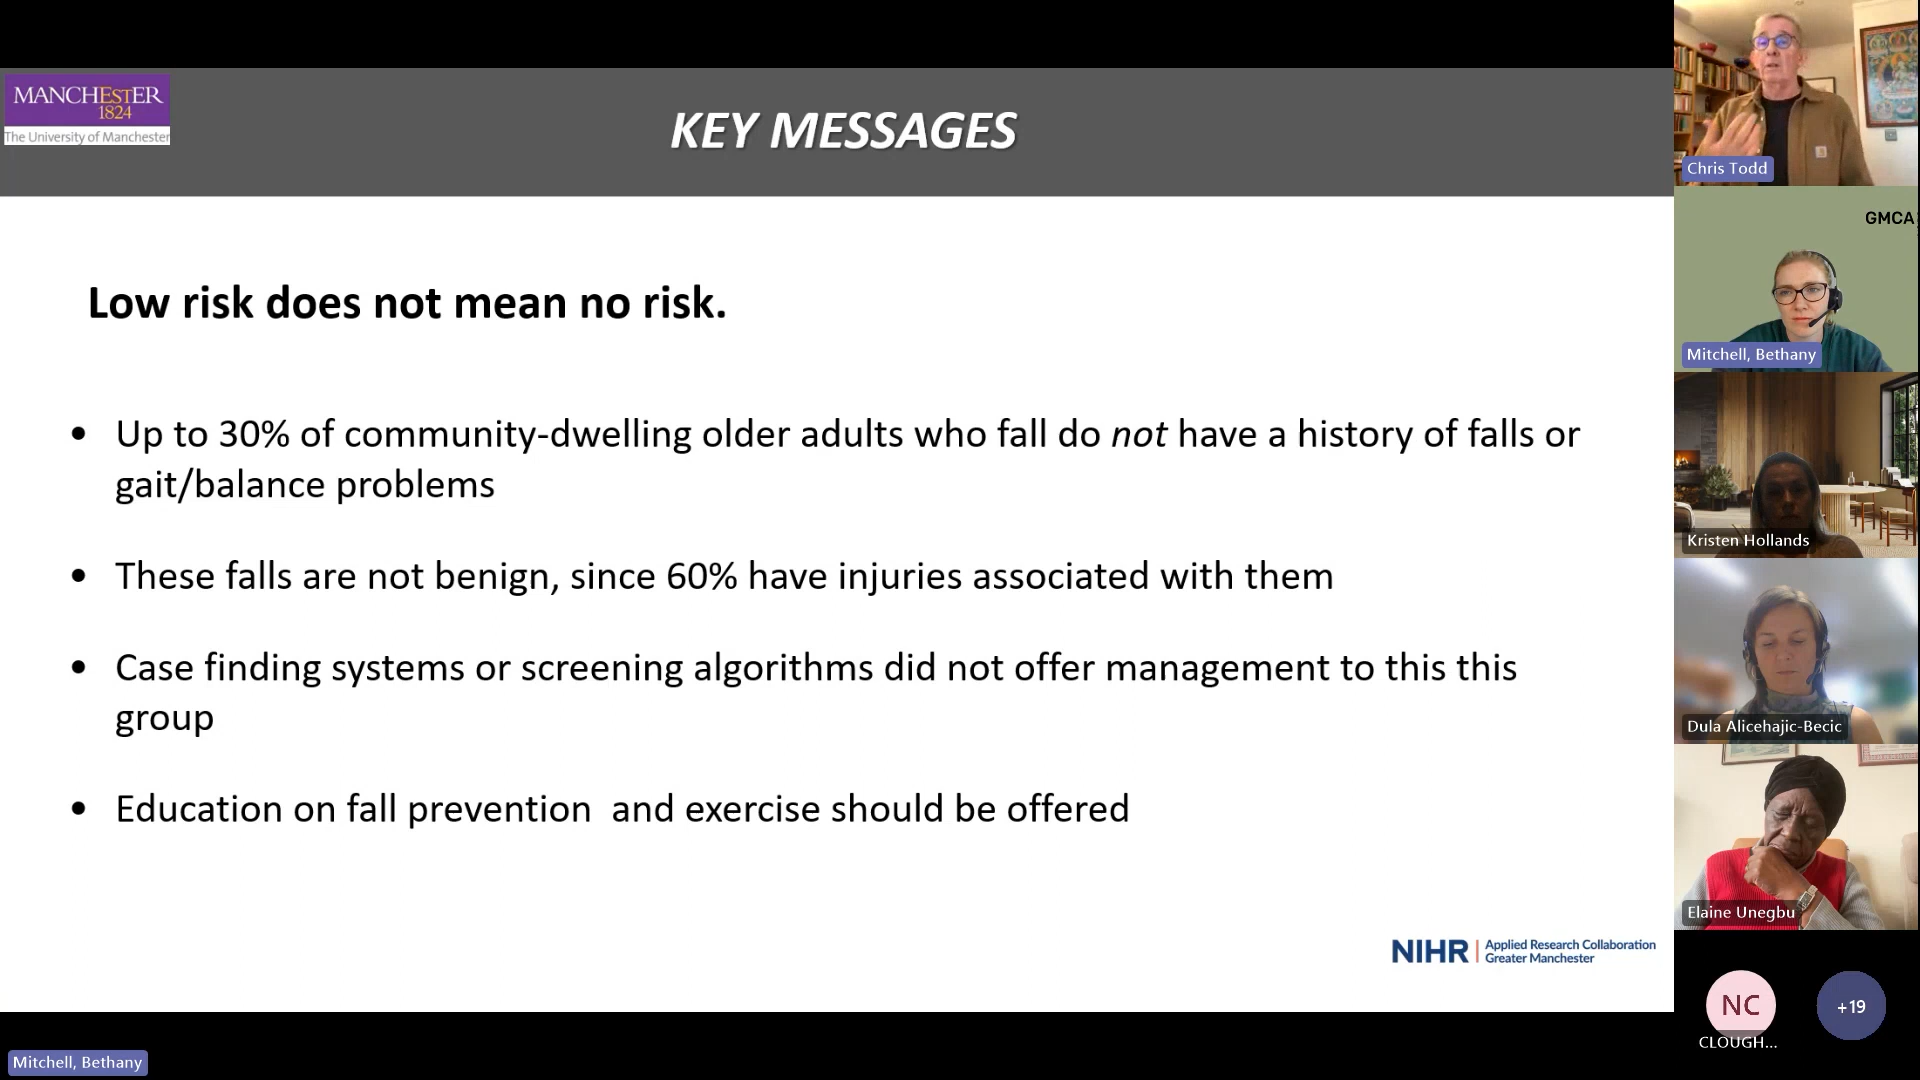 MANCHESTER
1824
The University of Manchester
KEY MESSAGES
Low risk does not mean no risk.
• Up to 30% of community-dwelling older adults who fall do not have a history of falls or
gait/balance problems
• These falls are not benign, since 60% have injuries associated with them
• Case finding systems or screening algorithms did not offer management to this this
group
• Education on fall prevention  and exercise should be offered
NIHR | Applied Research Collaboration
Greater Manchester
Mitchell, Bethany
Chris Todd
GMCA
Mitchell, Bethany
Kristen Hollands
Dula Alicehajic-Becic
Elaine Unegbu
NC
CLOUGH...
+19